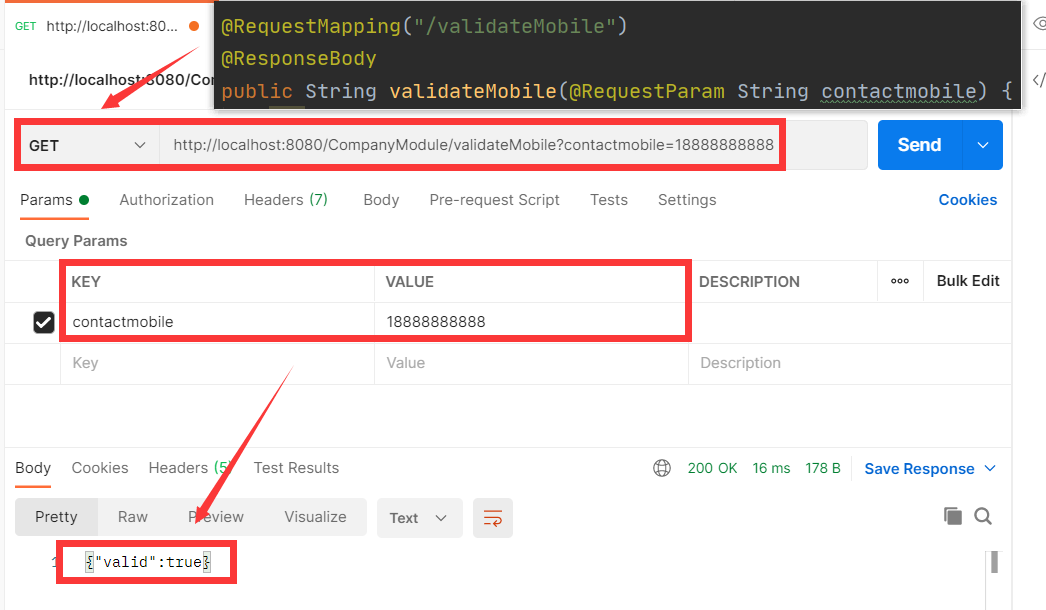 GET http://localhost:80...
@RequestMapping("/validateMobile")
@ResponseBody
http://localhost:8080/Co
public String validateMobile(@RequestParam String contactmobile) {
GET http://localhost:8080/CompanyModule/validateMobile?contactmobile=18888888888 Send
Params Authorization Headers (7) Body Pre-request Script Tests Settings Cookies
Query Params
KEY VALUE DESCRIPTION ooo Bulk Edit
contactmobile 18888888888
Key Value Description
Body Cookies Headers (5) Test Results 200 OK 16 ms 178 B Save Response
Pretty Raw Preview Visualize Text
1 {"valid":true}